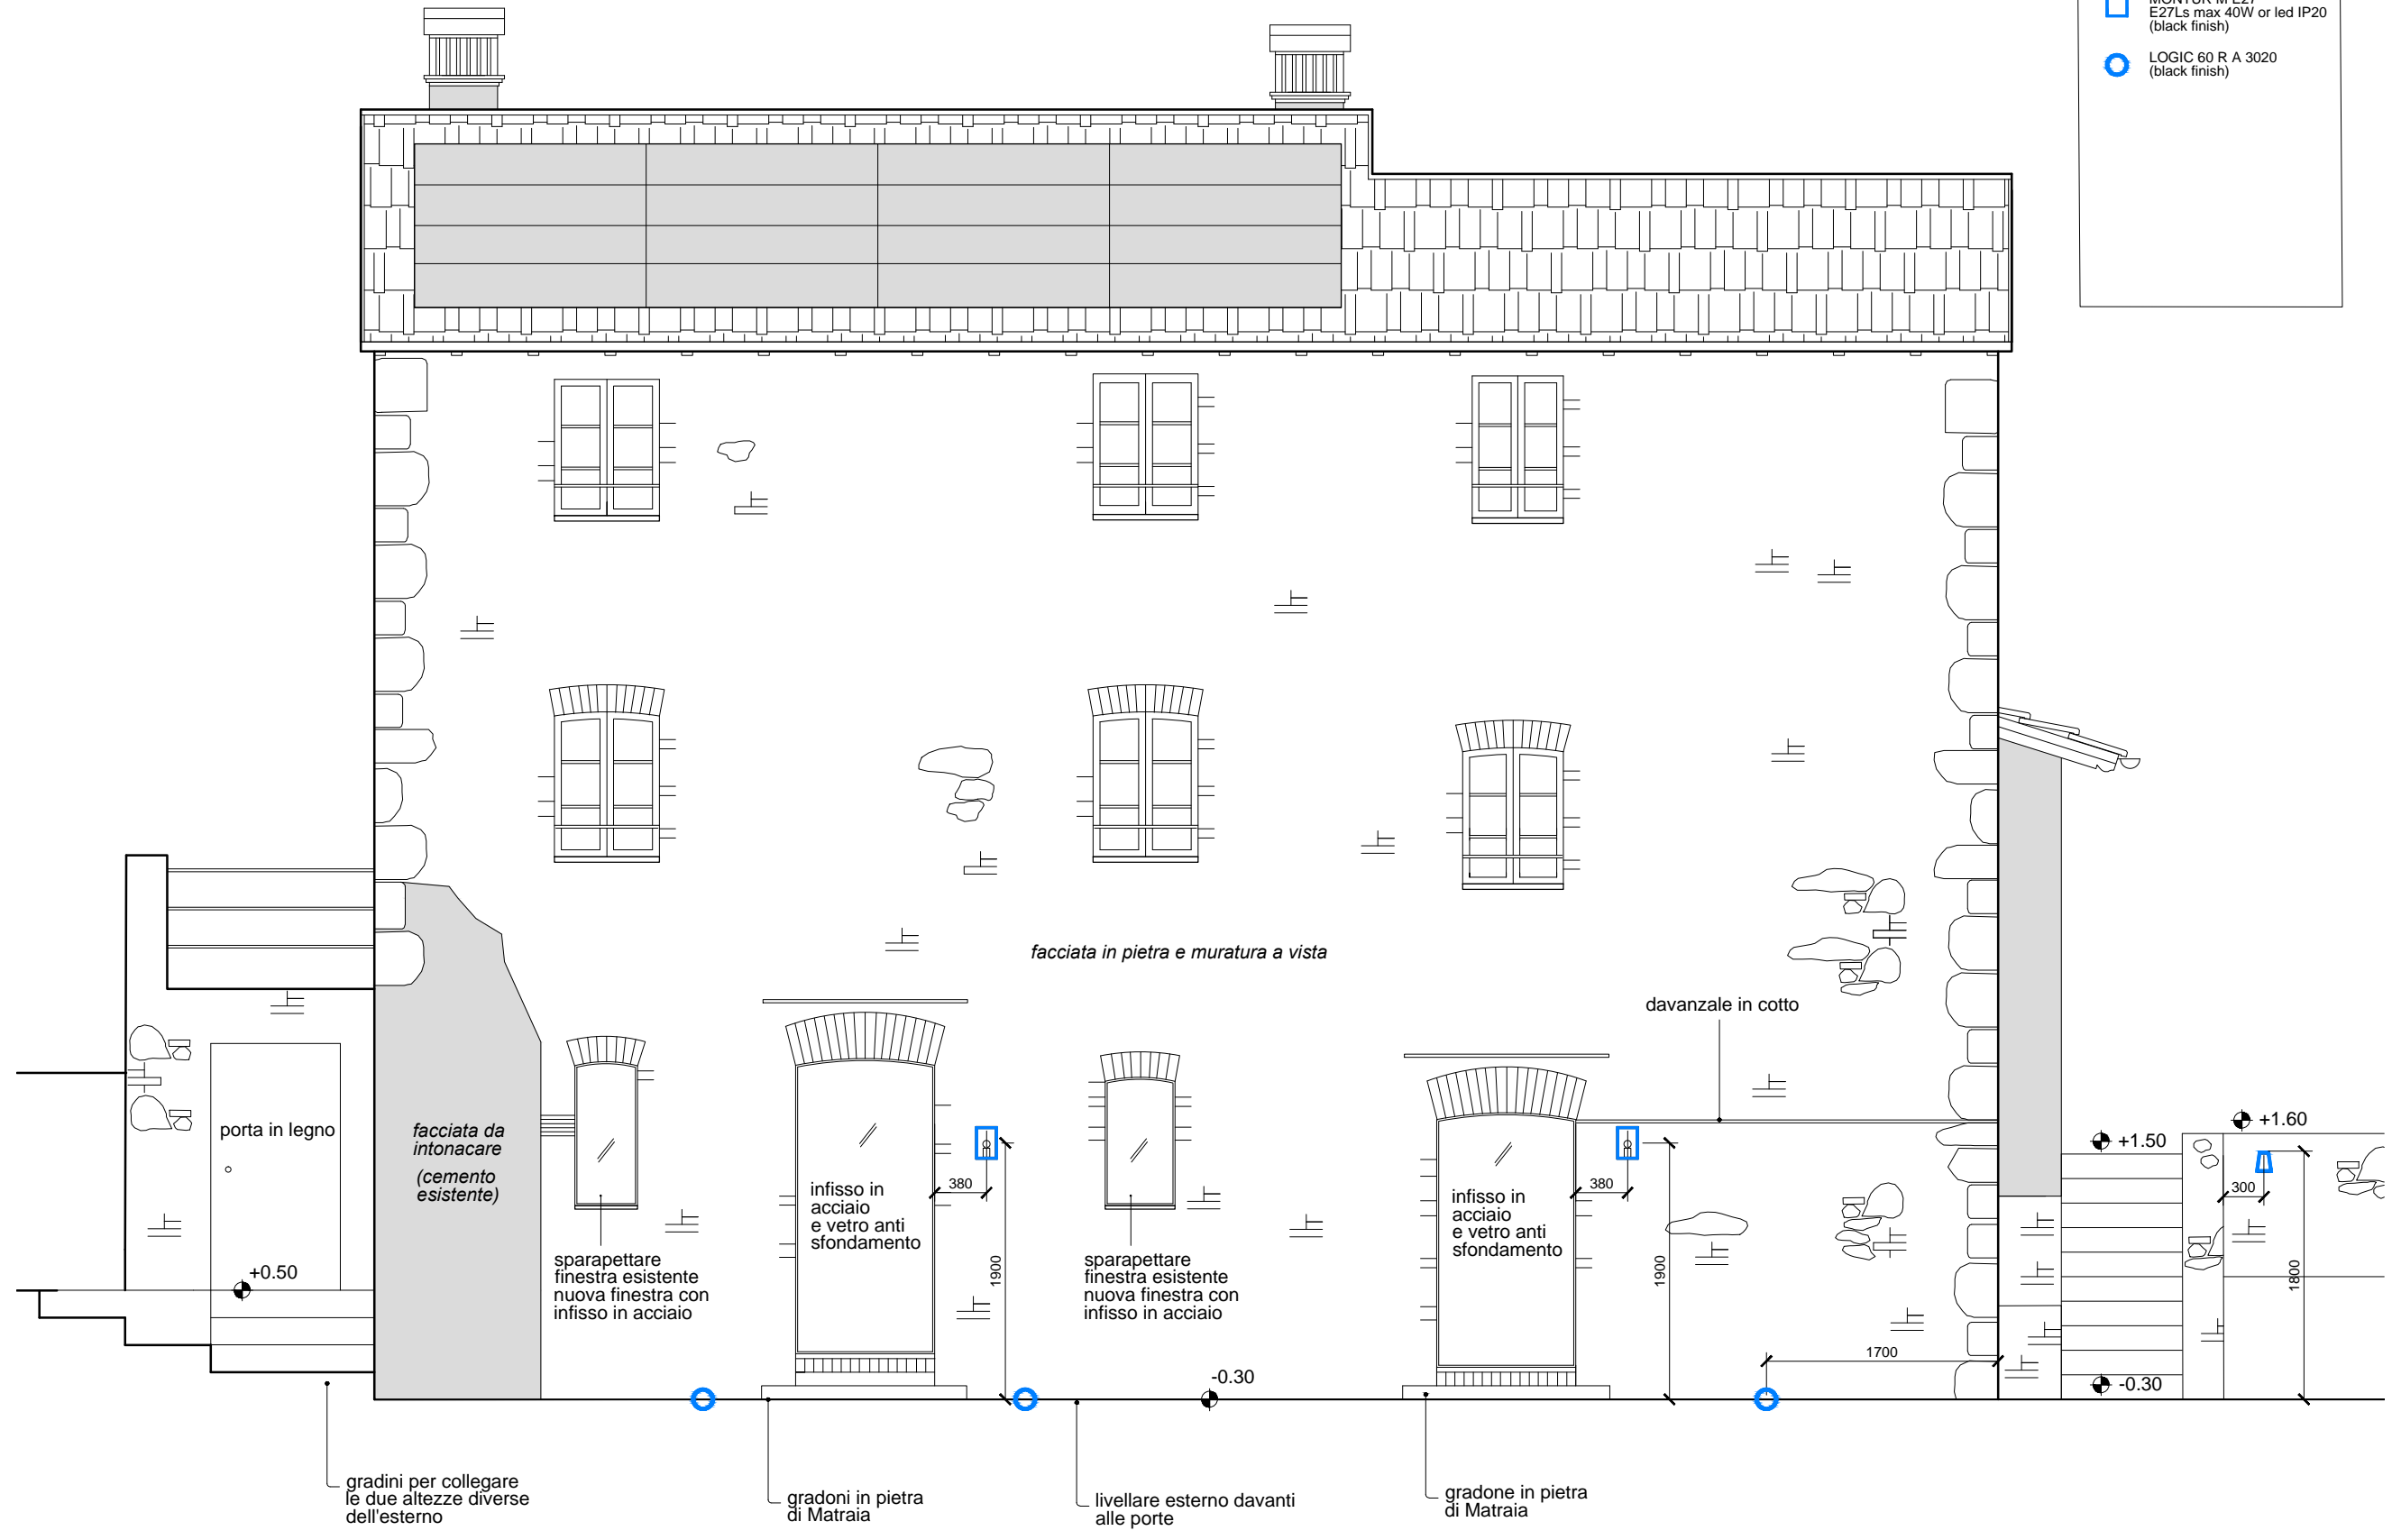 MONTUR M E27
E27Ls max 40W or led IP20
(black finish)
LOGIC 60 R A 3020
(black finish)
facciata in pietra e muratura a vista
davanzale in cotto
porta in legno
facciata da
intonacare
(cemento
esistente)
infisso in
acciaio
e vetro anti
sfondamento
380
1900
infisso in
acciaio
e vetro anti
sfondamento
380
1900
+1.50
+1.60
300
1800
+0.50
sparapettare
finestra esistente
nuova finestra con
infisso in acciaio
sparapettare
finestra esistente
nuova finestra con
infisso in acciaio
1700
-0.30
-0.30
gradini per collegare
le due altezze diverse
dell'esterno
gradoni in pietra
di Matraia
livellare esterno davanti
alle porte
gradone in pietra
di Matraia